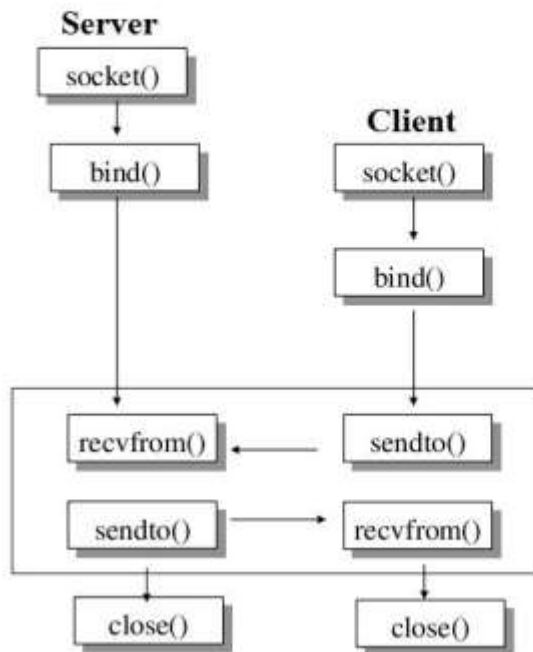 Server
socket()
bind()
Client
socket()
bind()
recvfrom()
sendto()
sendto()
recvfrom()
close()
close()